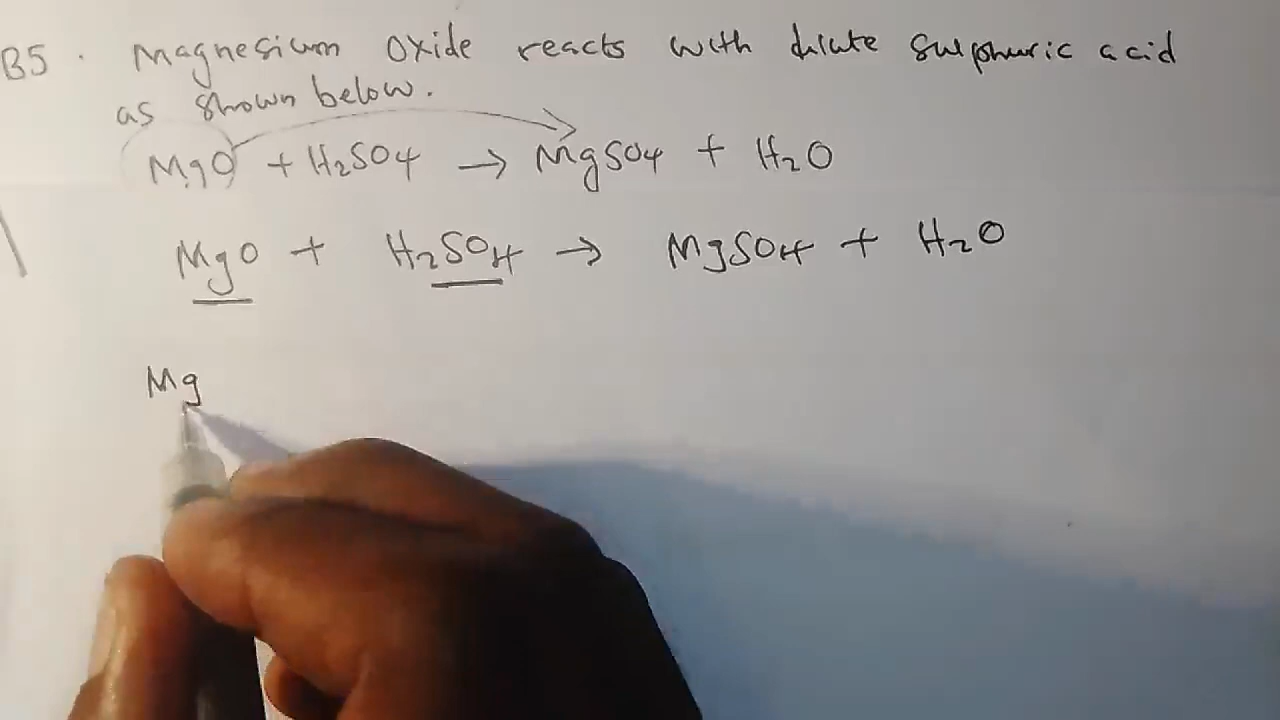 B5. Magnesium oxide reacts with dilute sulphuric acid
as shown below.
MgO + H₂SO4 → MgSO4 + H₂O
MgO + H₂SO4 → MgSO4 + H₂O
Mg